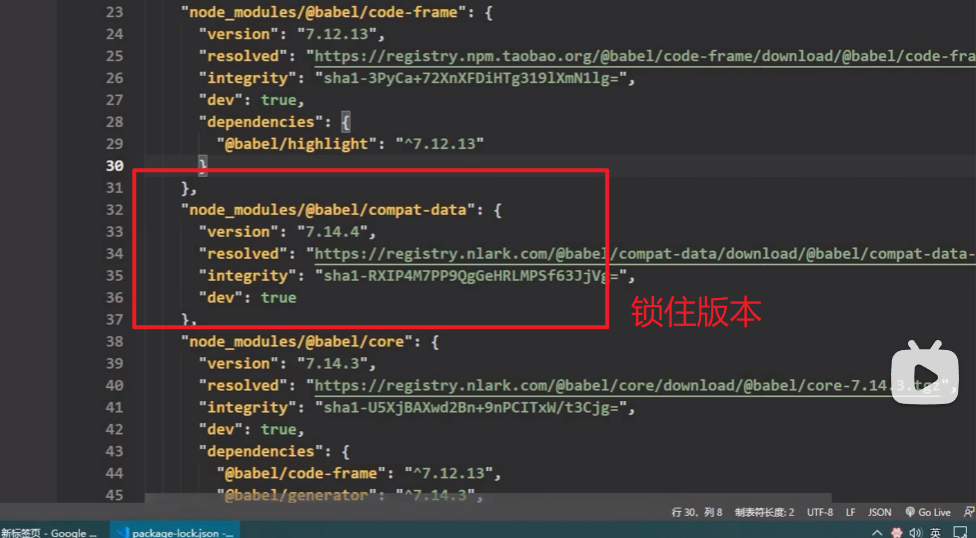 23 "node_modules/@babel/code-frame": {
24 "version": "7.12.13",
25 "resolved": "https://registry.npm.taobao.org/@babel/code-frame/download/@babel/code-fra
26 "integrity": "sha1-3PyCa+72XnXFDiHTg319lXmN1lg=",
27 "dev": true,
28 "dependencies": {
29 "@babel/highlight": "^7.12.13"
30 }
31 },
32 "node_modules/@babel/compat-data": {
33 "version": "7.14.4",
34 "resolved": "https://registry.nlark.com/@babel/compat-data/download/@babel/compat-data-
35 "integrity": "sha1-RXIP4M7PP9QgGeHRLMPSf63JjVg=",
36 "dev": true
37 },
锁住版本
38 "node_modules/@babel/core": {
39 "version": "7.14.3",
40 "resolved": "https://registry.nlark.com/@babel/core/download/@babel/core-7.14.3.tgz",
41 "integrity": "sha1-U5XjBAXwd2Bn+9nPCITxW/t3Cjg=",
42 "dev": true,
43 "dependencies": {
44 "@babel/code-frame": "^7.12.13",
45 "@babel/generator": "^7.14.3",
行 30，列 8 制表符长度: 2 UTF-8 LF JSON Go Live
新标签页 - Google ... package-lock.json -... 英